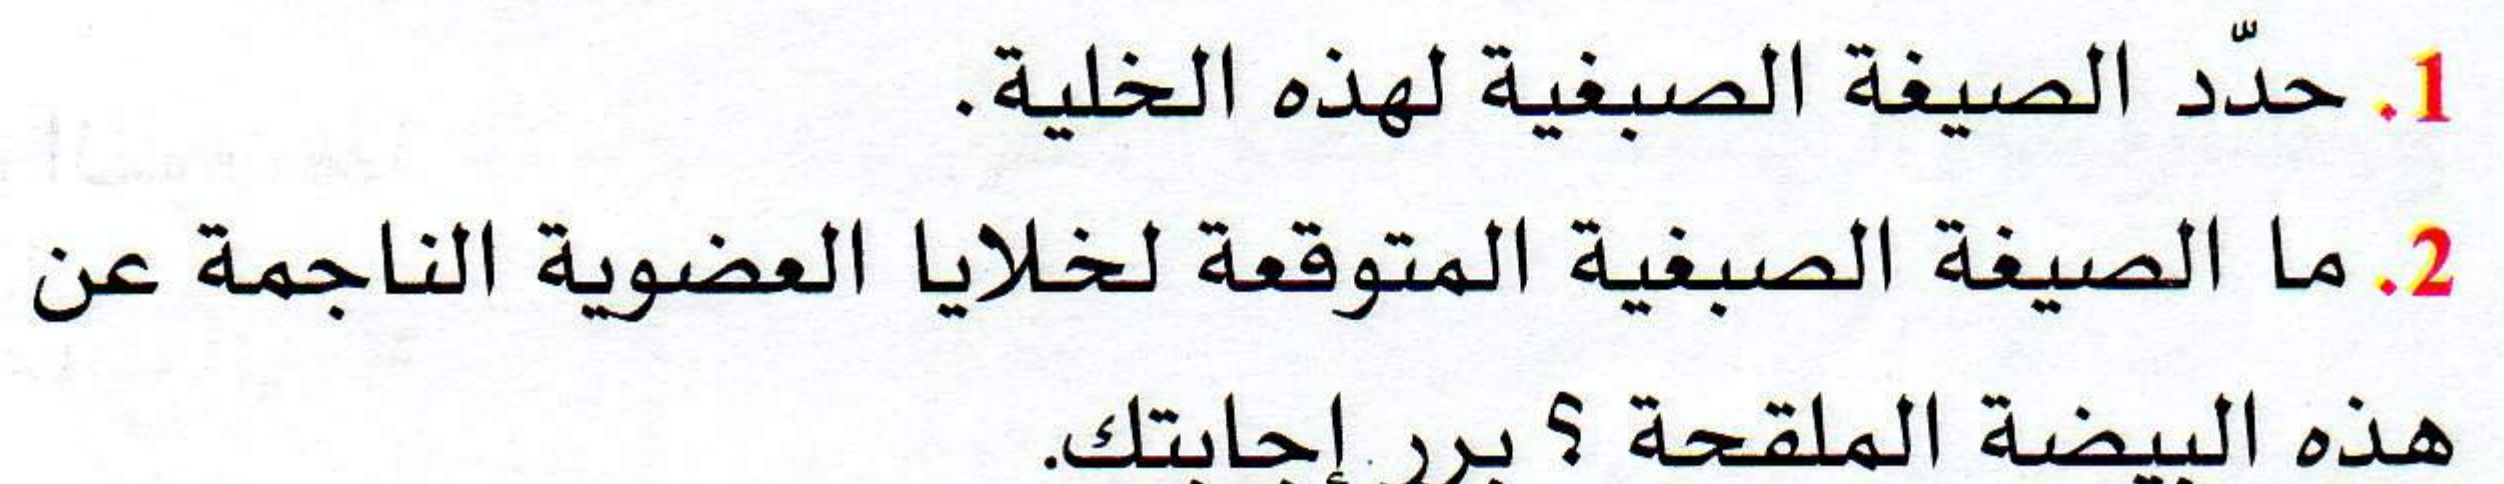 1. حدّد الصيغة الصبغية لهذه الخلية.
2. ما الصيغة الصبغية المتوقعة لخلايا العضوية الناجمة عن
هذه البيضة الملقحة ؟ برر إجابتك.